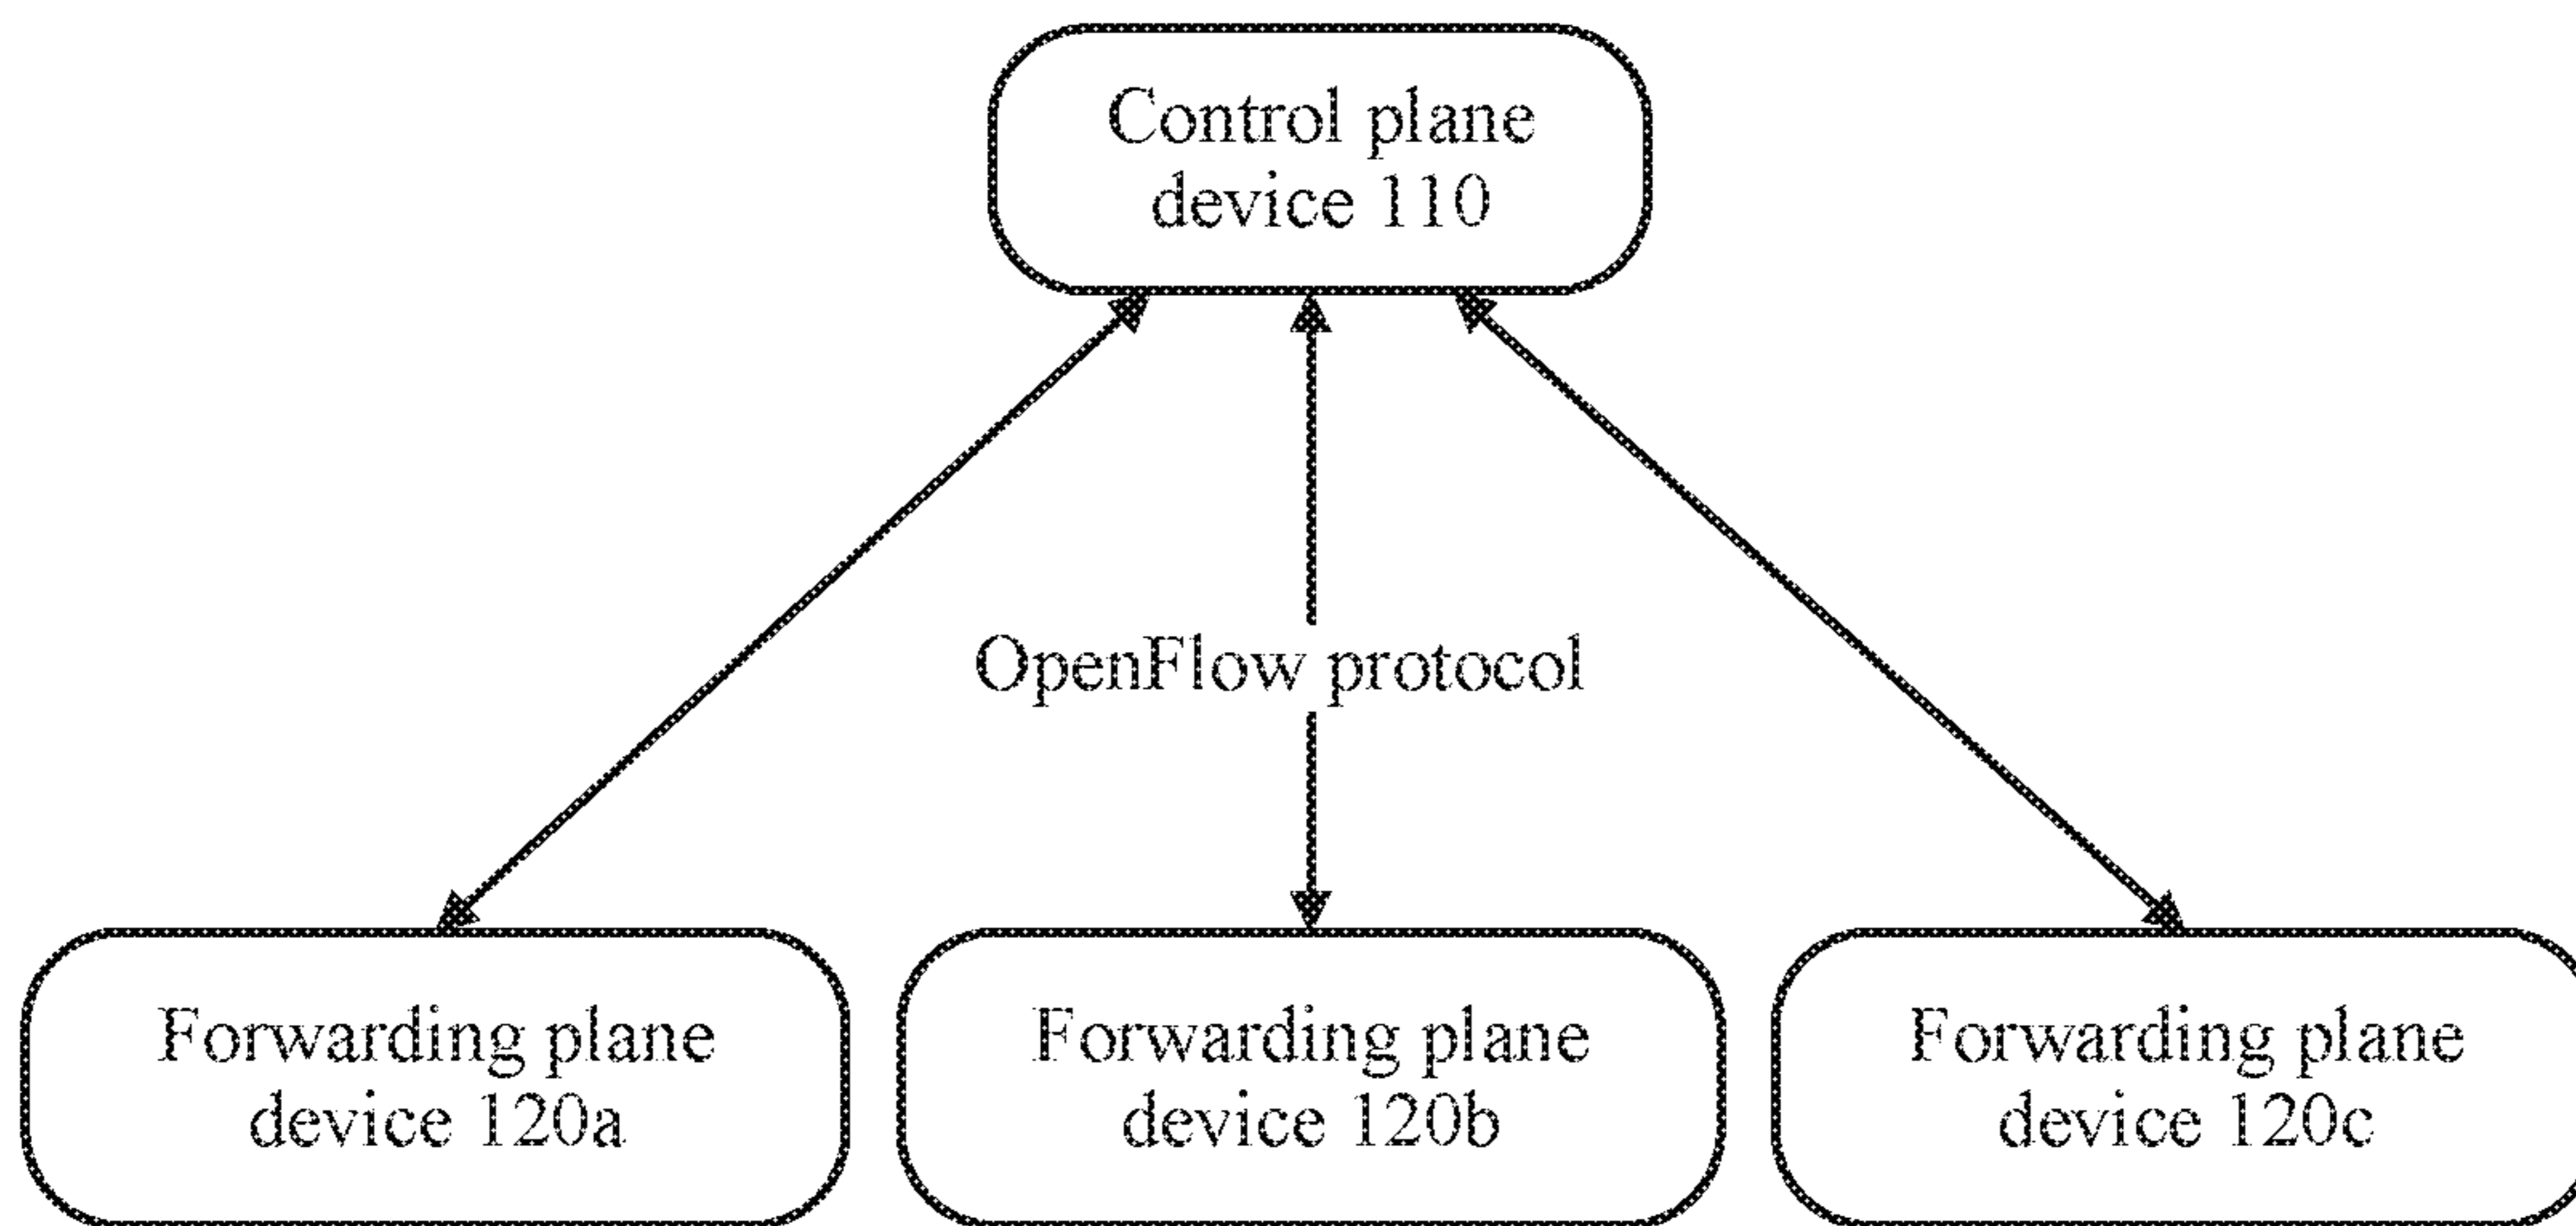 Control plane
device 110
OpenFlow protocol
Forwarding plane
device 120a
Forwarding plane
device 120b
Forwarding plane
device 120c